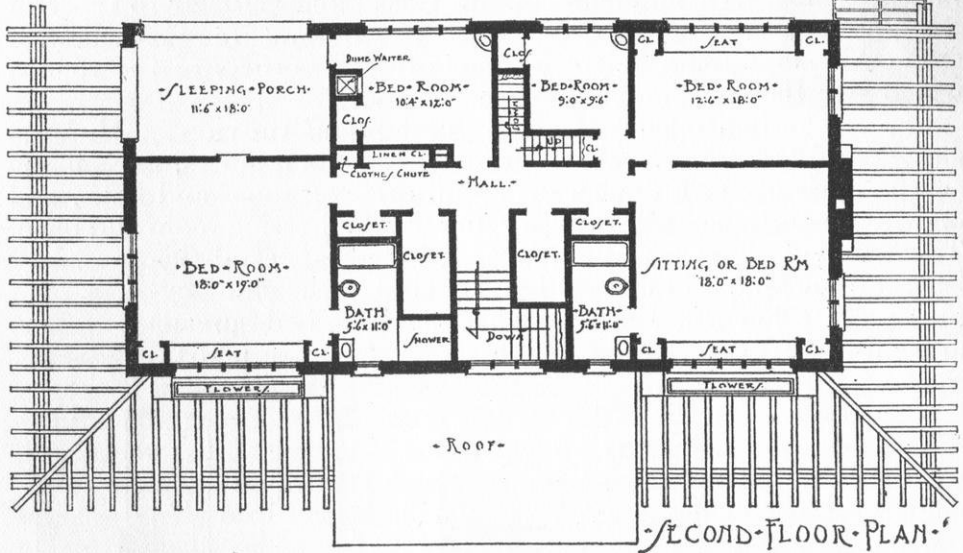 CL.
SEAT
CL.
DUMB WAITER
CLOS
-SLEEPING-PORCH-
11'-6" x 18'-0"
-BED-ROOM-
10'-4" x 12'-0"
-BED-ROOM-
9'-0" x 9'-6"
-BED-ROOM-
12'-6" x 18'-0"
CLOS.
DOWN
UP
CL.
LINEN CL.
CLOTHES CHUTE
-HALL-
CLOSET.
CLOSET.
CLOSET.
CLOSET.
-BED-ROOM-
18'-0" x 19'-0"
SITTING OR BED R'M
18'-0" x 18'-0"
BATH
5'-6" x 11'-0"
-BATH-
5'-6" x 11'-0"
SHOWER
DOWN
CL.
SEAT
CL.
CL.
SEAT
CL.
FLOWERS.
FLOWERS.
-ROOF-
-SECOND-FLOOR-PLAN-